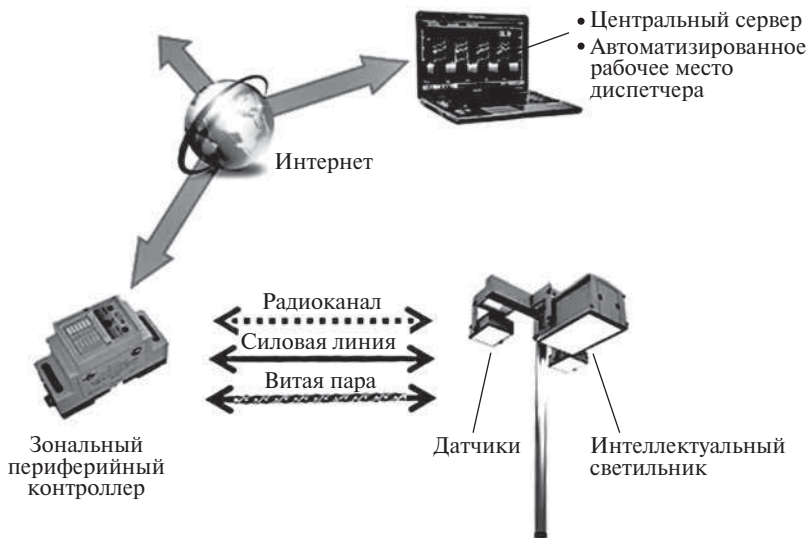 • Центральный сервер
• Автоматизированное
рабочее место
диспетчера
Интернет
Радиоканал
Силовая линия
Витая пара
Зональный
периферийный
контроллер
Датчики
Интеллектуальный
светильник